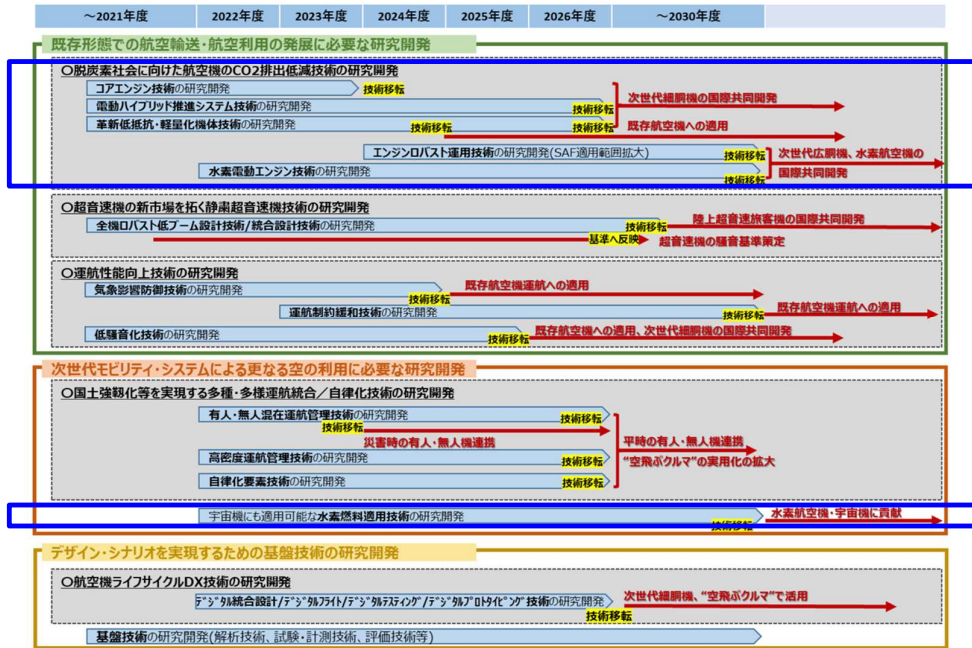 ～2021年度 2022年度 2023年度 2024年度 2025年度 2026年度 ～2030年度
既存形態での航空輸送・航空利用の発展に必要な研究開発
〇脱炭素社会に向けた航空機のCO2排出低減技術の研究開発
コアエンジン技術の研究開発 技術移転
電動ハイブリッド推進システム技術の研究開発 技術移転 次世代細胴機の国際共同開発
革新低抵抗・軽量化機体技術の研究開発 技術移転 技術移転 既存航空機への適用
エンジンロバスト運用技術の研究開発(SAF適用範囲拡大) 技術移転 次世代広胴機、水素航空機の
水素電動エンジン技術の研究開発 技術移転 国際共同開発
〇超音速機の新市場を拓く静粛超音速機技術の研究開発
全機ロバスト低ブーム設計技術/統合設計技術の研究開発 技術移転 陸上超音速旅客機の国際共同開発
基準へ反映 超音速機の騒音基準策定
〇運航性能向上技術の研究開発
気象影響防御技術の研究開発 技術移転 既存航空機運航への適用
運航制約緩和技術の研究開発 技術移転 既存航空機運航への適用
低騒音化技術の研究開発 技術移転 既存航空機への適用、次世代細胴機の国際共同開発
次世代モビリティ・システムによる更なる空の利用に必要な研究開発
〇国土強靱化等を実現する多種・多様運航統合／自律化技術の研究開発
有人・無人混在運航管理技術の研究開発 技術移転
技術移転
災害時の有人・無人機連携 平時の有人・無人機連携
高密度運航管理技術の研究開発 技術移転 “空飛ぶクルマ”の実用化の拡大
自律化要素技術の研究開発 技術移転
宇宙機にも適用可能な水素燃料適用技術の研究開発 技術移転 水素航空機・宇宙機に貢献
デザイン・シナリオを実現するための基盤技術の研究開発
〇航空機ライフサイクルDX技術の研究開発
ﾃﾞｼﾞﾀﾙ統合設計/ﾃﾞｼﾞﾀﾙﾌﾗｲﾄ/ﾃﾞｼﾞﾀﾙﾃｽﾃｨﾝｸﾞ/ﾃﾞｼﾞﾀﾙﾌﾟﾛﾄﾀｲﾋﾟﾝｸﾞ技術の研究開発 次世代細胴機、“空飛ぶクルマ”で活用
技術移転
基盤技術の研究開発(解析技術、試験・計測技術、評価技術等)